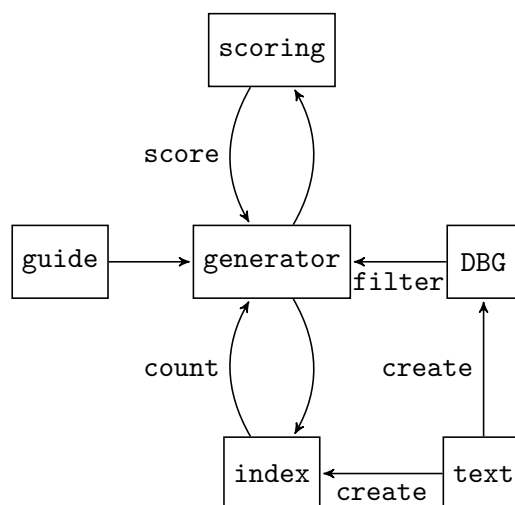 scoring
score
guide
generator
DBG
filter
count
create
index
text
create